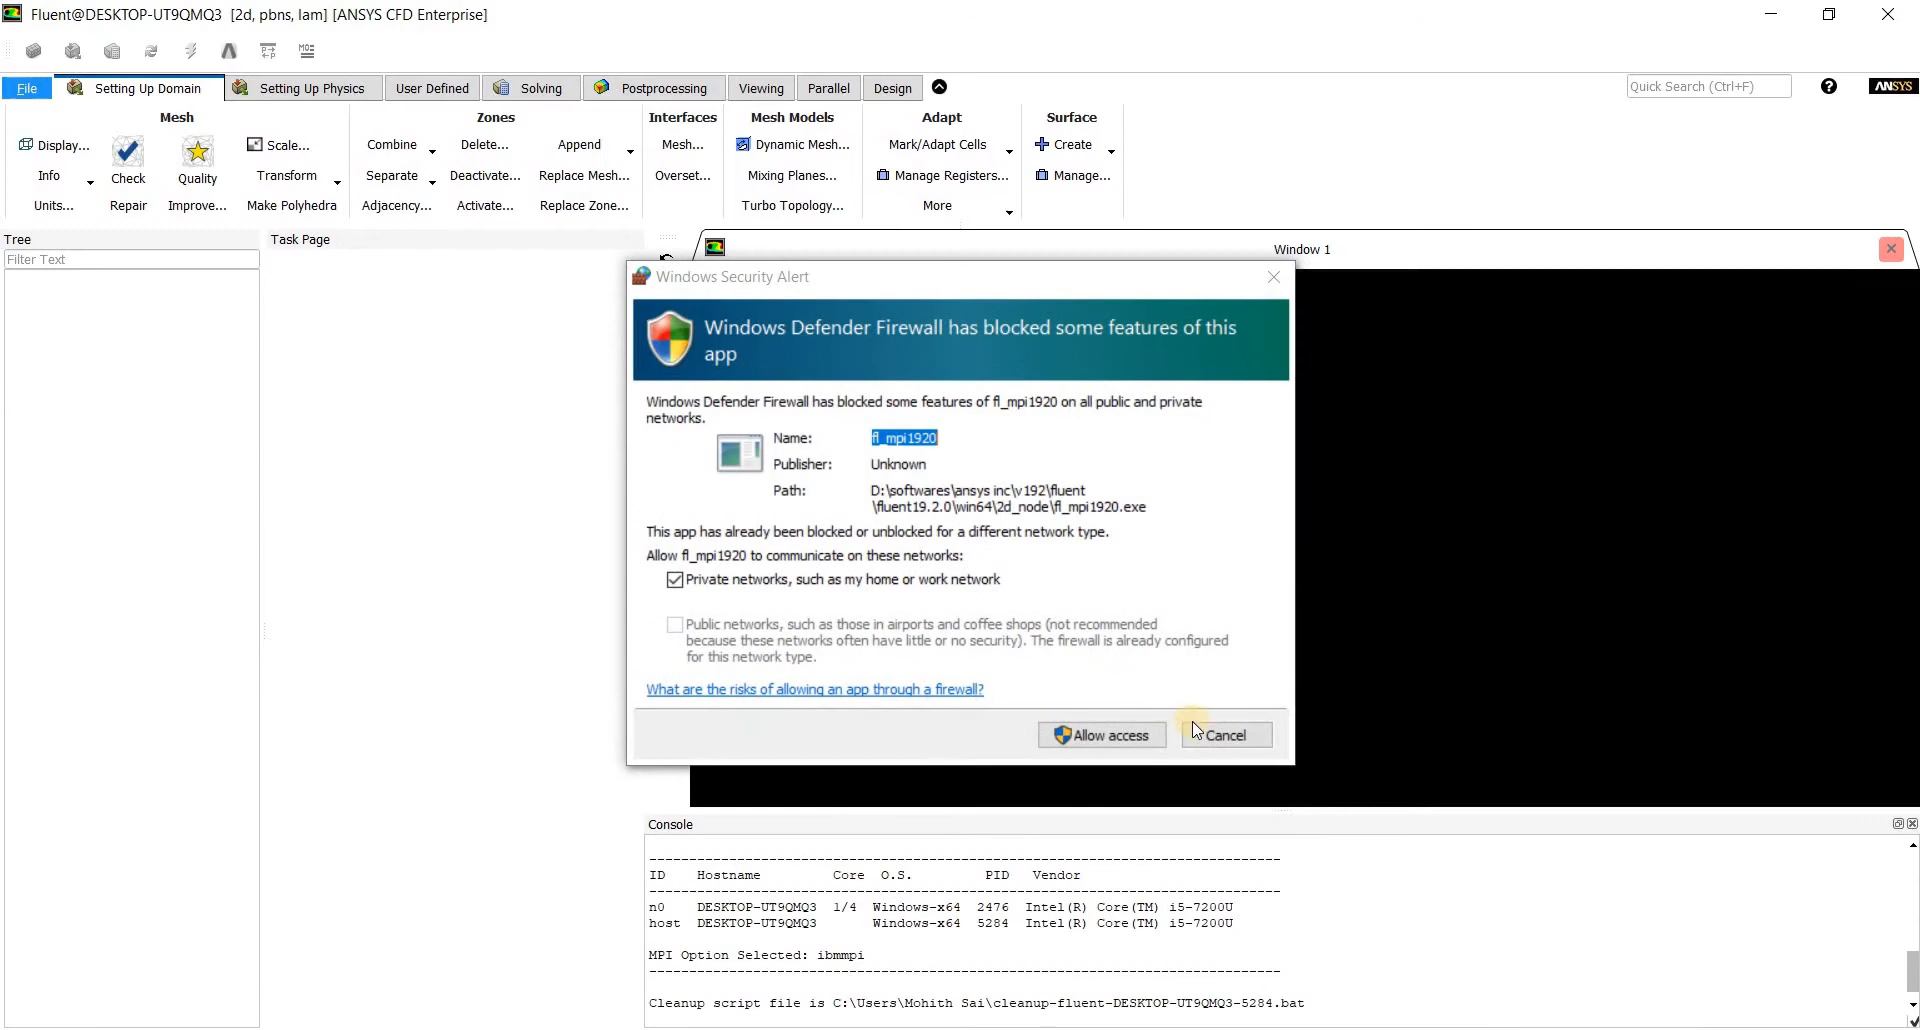 Fluent@DESKTOP-UT9QMQ3 [2d, pbns, lam] [ANSYS CFD Enterprise]
File Setting Up Domain Setting Up Physics User Defined Solving Postprocessing Viewing Parallel Design Quick Search (Ctrl+F) ANSYS
Mesh Zones Interfaces Mesh Models Adapt Surface
Display... Scale... Combine Delete... Append Mesh... Dynamic Mesh... Mark/Adapt Cells Create
Info Check Quality Transform Separate Deactivate... Replace Mesh... Overset... Mixing Planes... Manage Registers... Manage...
Units... Repair Improve... Make Polyhedra Adjacency... Activate... Replace Zone... Turbo Topology... More
Tree Task Page
Filter Text
Window 1
Windows Security Alert
Windows Defender Firewall has blocked some features of this
app
Windows Defender Firewall has blocked some features of fl_mpi1920 on all public and private
networks.
Name: fl_mpi1920
Publisher: Unknown
Path: D:\softwares\ansys inc\v192\fluent
\fluent19.2.0\win64\2d_node\fl_mpi1920.exe
This app has already been blocked or unblocked for a different network type.
Allow fl_mpi1920 to communicate on these networks:
Private networks, such as my home or work network
Public networks, such as those in airports and coffee shops (not recommended
because these networks often have little or no security). The firewall is already configured
for this network type.
What are the risks of allowing an app through a firewall?
Allow access Cancel
Console
ID Hostname Core O.S. PID Vendor
n0 DESKTOP-UT9QMQ3 1/4 Windows-x64 2476 Intel(R) Core(TM) i5-7200U
host DESKTOP-UT9QMQ3 Windows-x64 5284 Intel(R) Core(TM) i5-7200U
MPI Option Selected: ibmmpi
Cleanup script file is C:\Users\Mohith Sai\cleanup-fluent-DESKTOP-UT9QMQ3-5284.bat